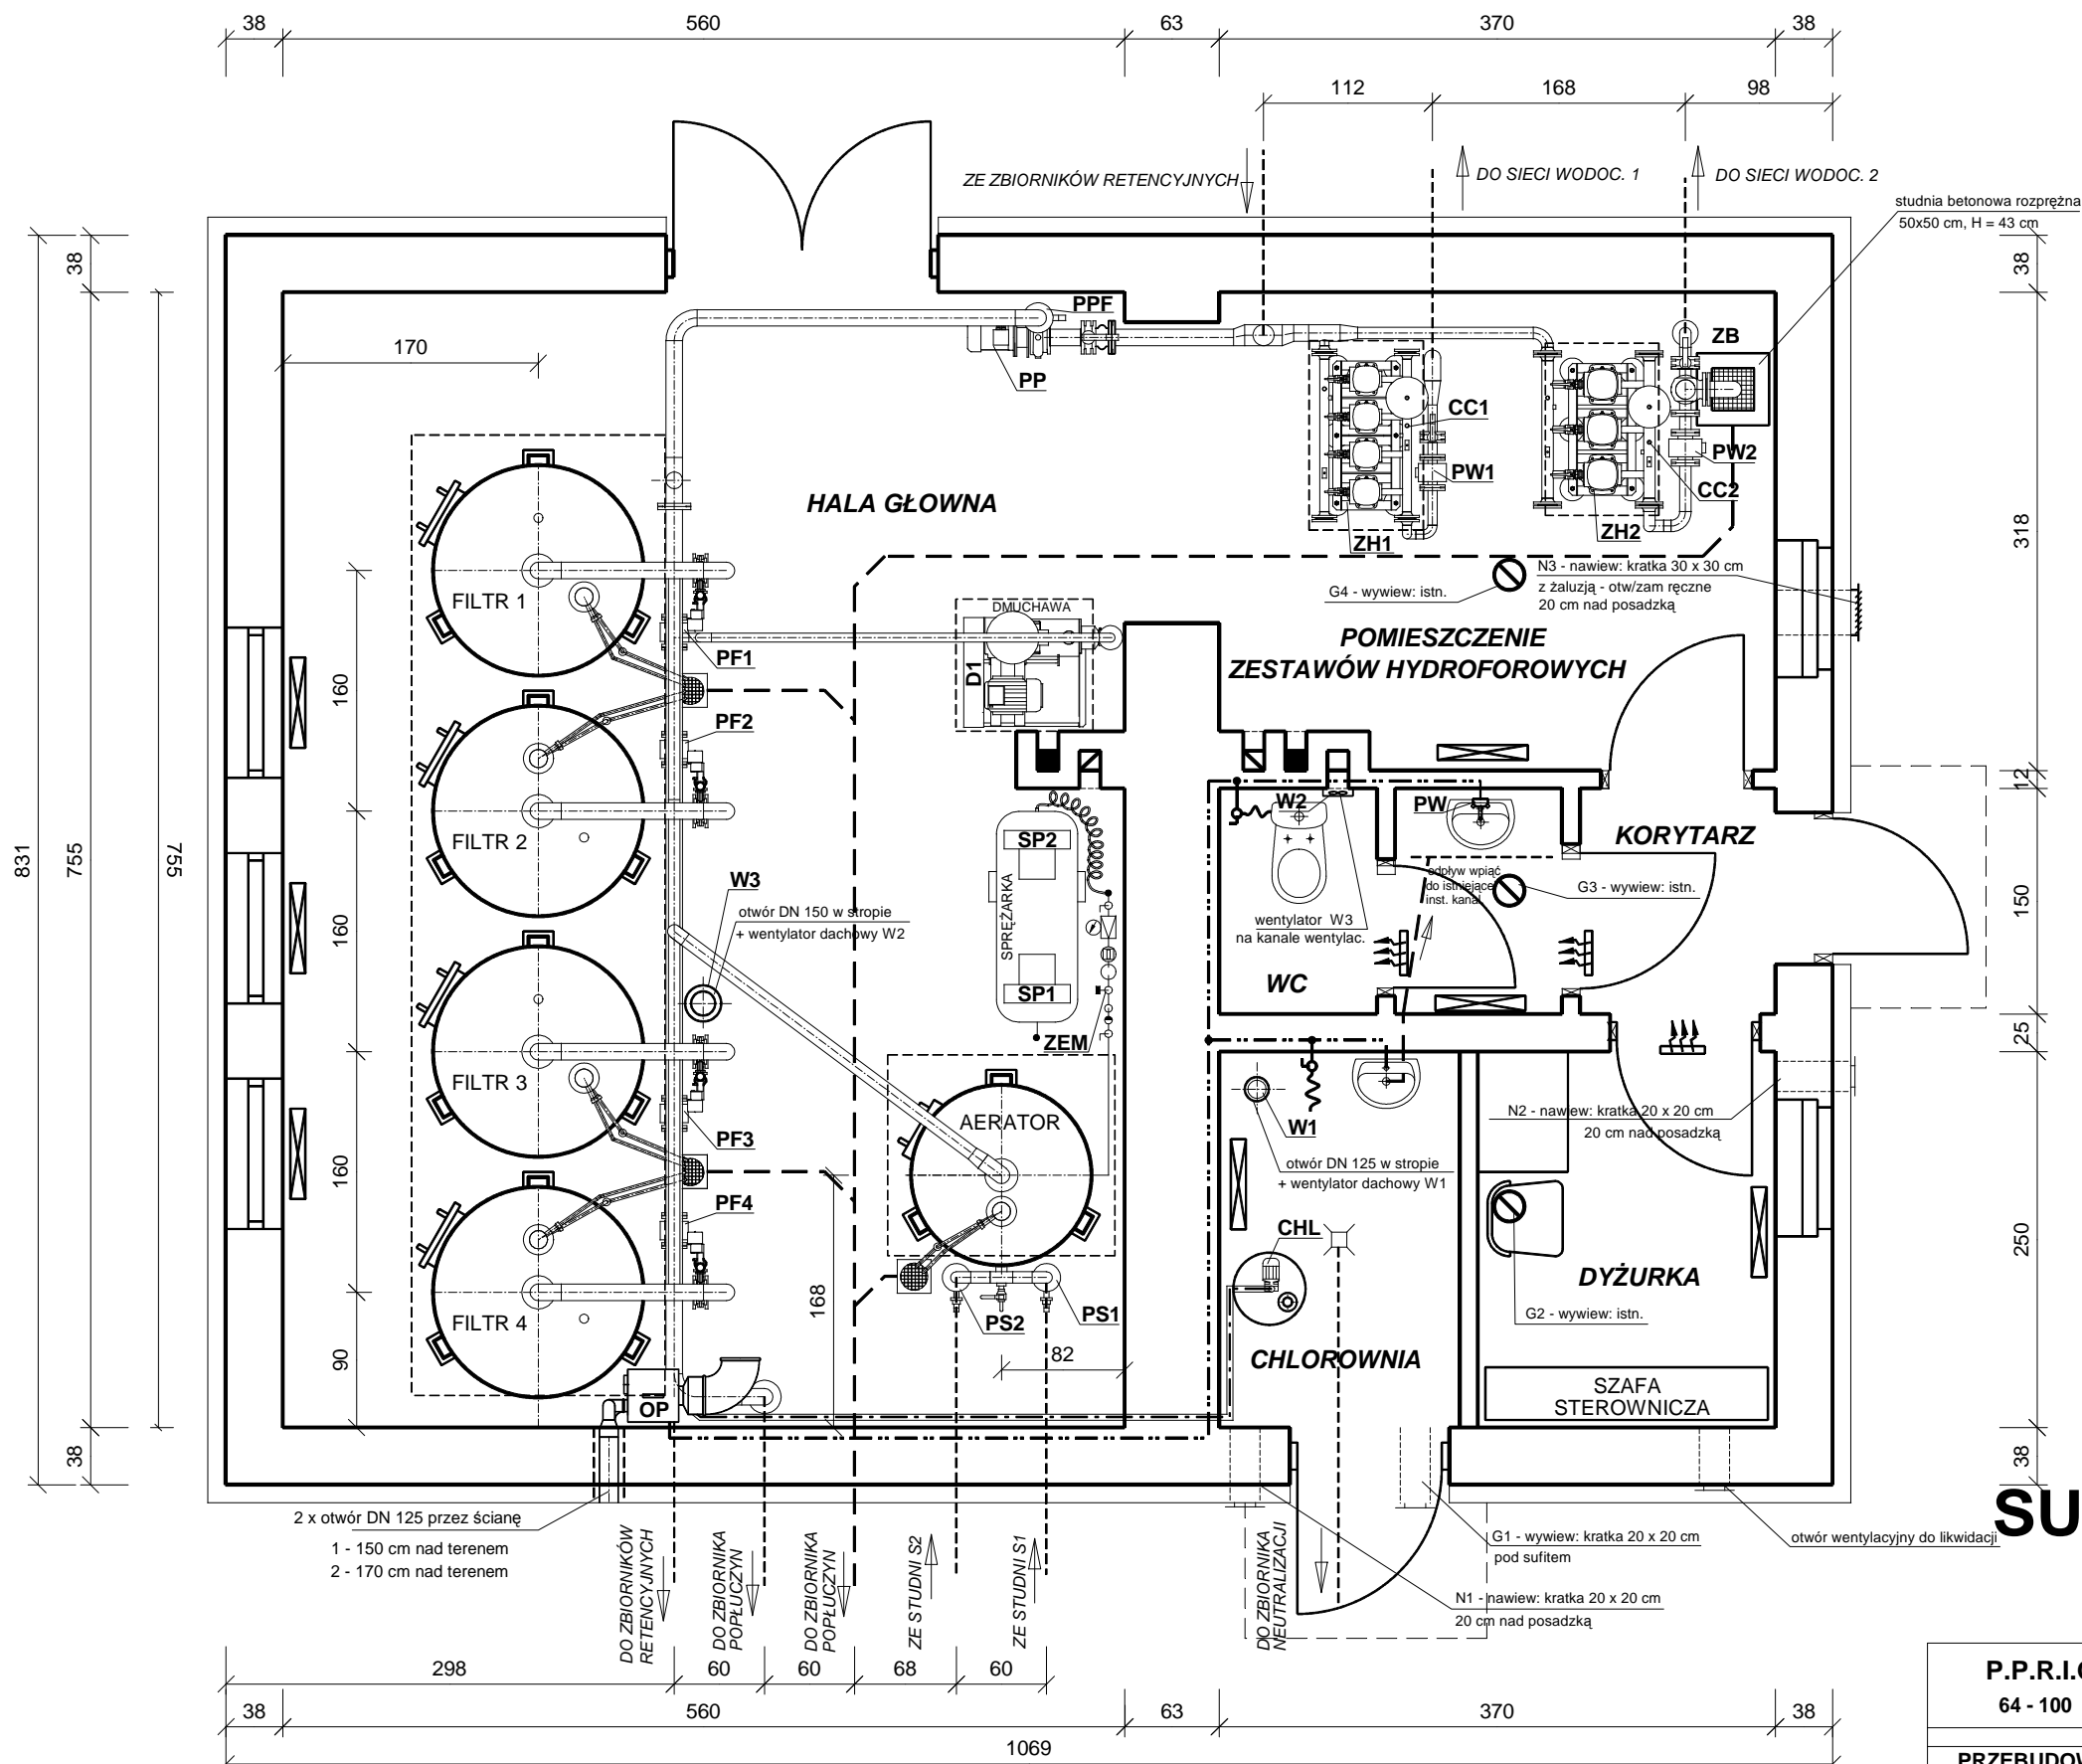 38
560
63
370
38
112
168
98
ZE ZBIORNIKÓW RETENCYJNYCH
DO SIECI WODOC. 1
DO SIECI WODOC. 2
studnia betonowa rozprężna
50x50 cm, H = 43 cm
38
38
831
755
755
170
PPF
PP
ZB
CC1
PW1
PW2
CC2
ZH1
ZH2
318
HALA GŁOWNA
FILTR 1
PF1
160
DMUCHAWA
D1
G4 - wywiew: istn.
N3 - nawiew: kratka 30 x 30 cm
z żaluzją - otw/zam ręczne
20 cm nad posadzką
POMIESZCZENIE
ZESTAWÓW HYDROFOROWYCH
PF2
FILTR 2
12
W2
PW
KORYTARZ
SP2
SPRĘŻARKA
SP1
W3
otwór DN 150 w stropie
+ wentylator dachowy W2
160
odpływ wpiąć
do istniejące
inst. kanal.
G3 - wywiew: istn.
wentylator W3
na kanale wentylac.
WC
150
ZEM
25
FILTR 3
PF3
160
AERATOR
W1
otwór DN 125 w stropie
+ wentylator dachowy W1
N2 - nawiew: kratka 20 x 20 cm
20 cm nad posadzką
PF4
CHL
250
DYŻURKA
G2 - wywiew: istn.
168
PS2
PS1
82
FILTR 4
90
CHLOROWNIA
SZAFA
STEROWNICZA
OP
38
38
2 x otwór DN 125 przez ścianę
1 - 150 cm nad terenem
2 - 170 cm nad terenem
DO ZBIORNIKÓW
RETENCYJNYCH
DO ZBIORNIKA
POPŁUCZYN
DO ZBIORNIKA
POPŁUCZYN
ZE STUDNI S2
ZE STUDNI S1
DO ZBIORNIKA
NEUTRALIZACJI
G1 - wywiew: kratka 20 x 20 cm
pod sufitem
otwór wentylacyjny do likwidacji
SU
N1 - nawiew: kratka 20 x 20 cm
20 cm nad posadzką
298
60
60
68
60
38
560
63
370
38
1069
P.P.R.I.
64 - 100
PRZEBUDOW